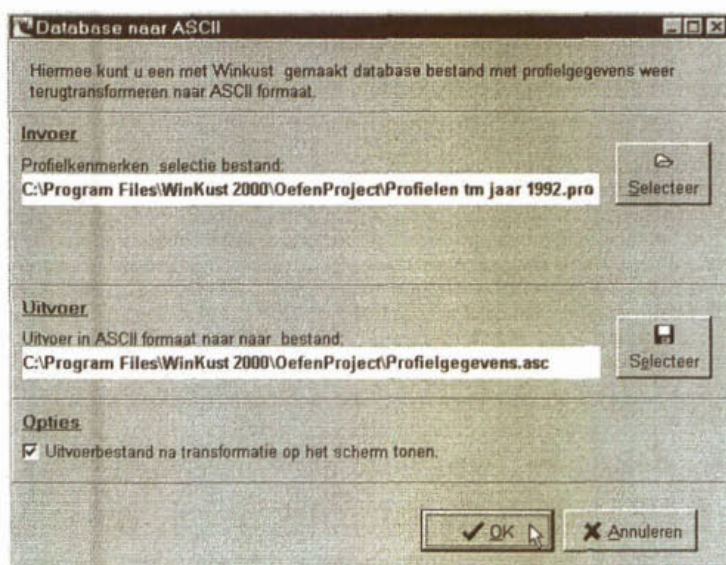 Database naar ASCII
Hiermee kunt u een met Winkust gemaakt database bestand met profielgegevens weer
terugtransformeren naar ASCII formaat.
Invoer
Profielkenmerken selectie bestand:
C:\Program Files\WinKust 2000\OefenProject\Profielen tm jaar 1992.pro
Selecteer
Uitvoer
Uitvoer in ASCII formaat naar naar bestand:
C:\Program Files\WinKust 2000\OefenProject\Profielgegevens.asc
Selecteer
Opties
Uitvoerbestand na transformatie op het scherm tonen.
OK
Annuleren